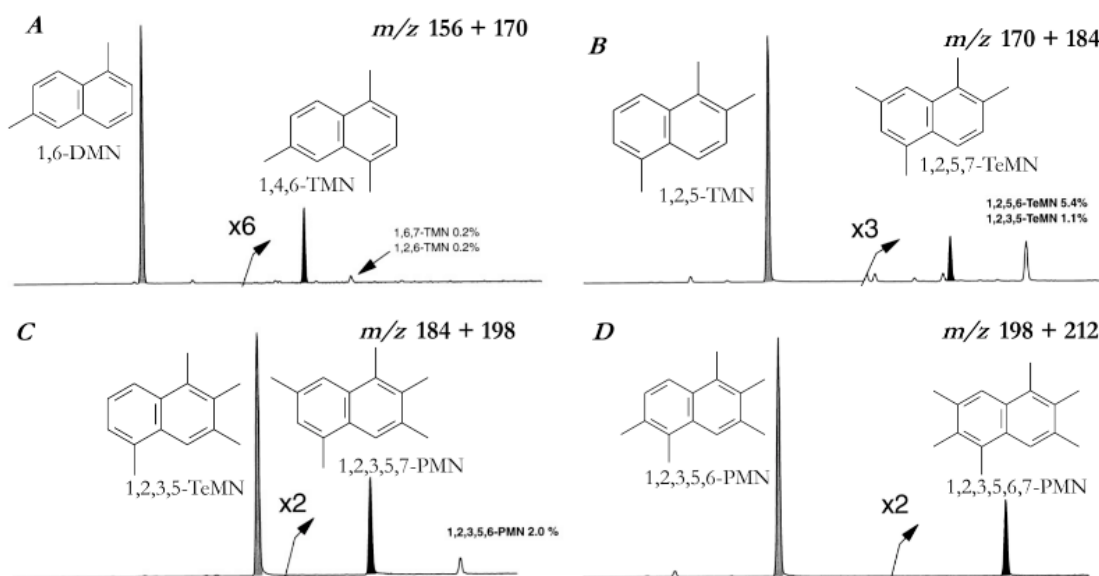 A
m/z 156 + 170
1,6-DMN
1,4,6-TMN
x6
1,6,7-TMN 0.2%
1,2,6-TMN 0.2%
B
m/z 170 + 184
1,2,5-TMN
1,2,5,7-TeMN
x3
1,2,5,6-TeMN 5.4%
1,2,3,5-TeMN 1.1%
C
m/z 184 + 198
1,2,3,5-TeMN
1,2,3,5,7-PMN
x2
1,2,3,5,6-PMN 2.0 %
D
m/z 198 + 212
1,2,3,5,6-PMN
1,2,3,5,6,7-PMN
x2